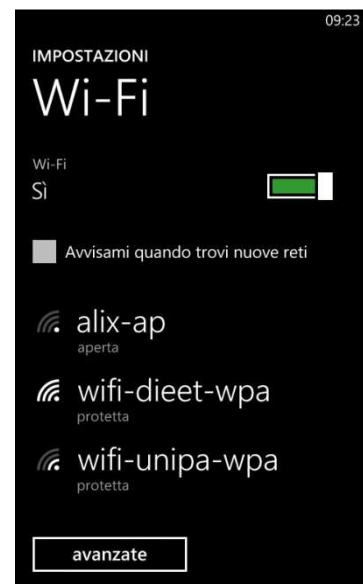 09:23
IMPOSTAZIONI
Wi-Fi
Wi-Fi
Sì
Avvisami quando trovi nuove reti
alix-ap
aperta
wifi-dieet-wpa
protetta
wifi-unipa-wpa
protetta
avanzate